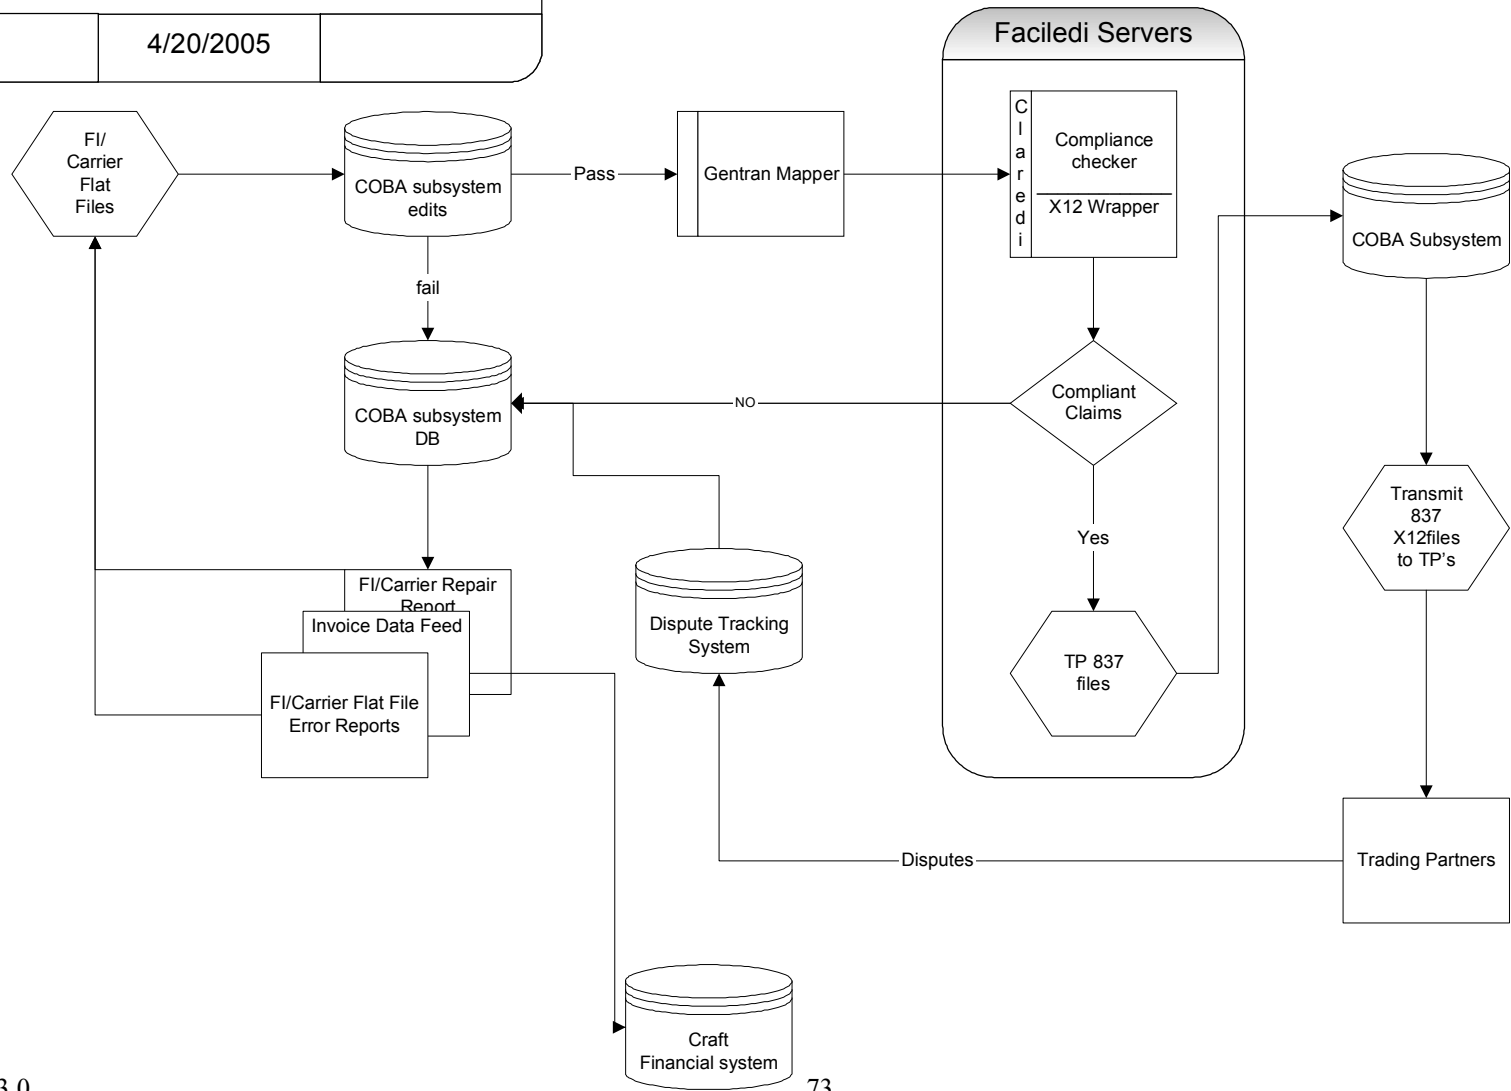 4/20/2005
Faciledi Servers
FI/
Carrier
Flat
Files
COBA subsystem
edits
Pass
Gentran Mapper
Claredi
Compliance
checker
X12 Wrapper
COBA Subsystem
fail
COBA subsystem
DB
NO
Compliant
Claims
Transmit
837
X12files
to TP's
Yes
FI/Carrier Repair
Report
Invoice Data Feed
FI/Carrier Flat File
Error Reports
Dispute Tracking
System
TP 837
files
Disputes
Trading Partners
Craft
Financial system
3.0
73